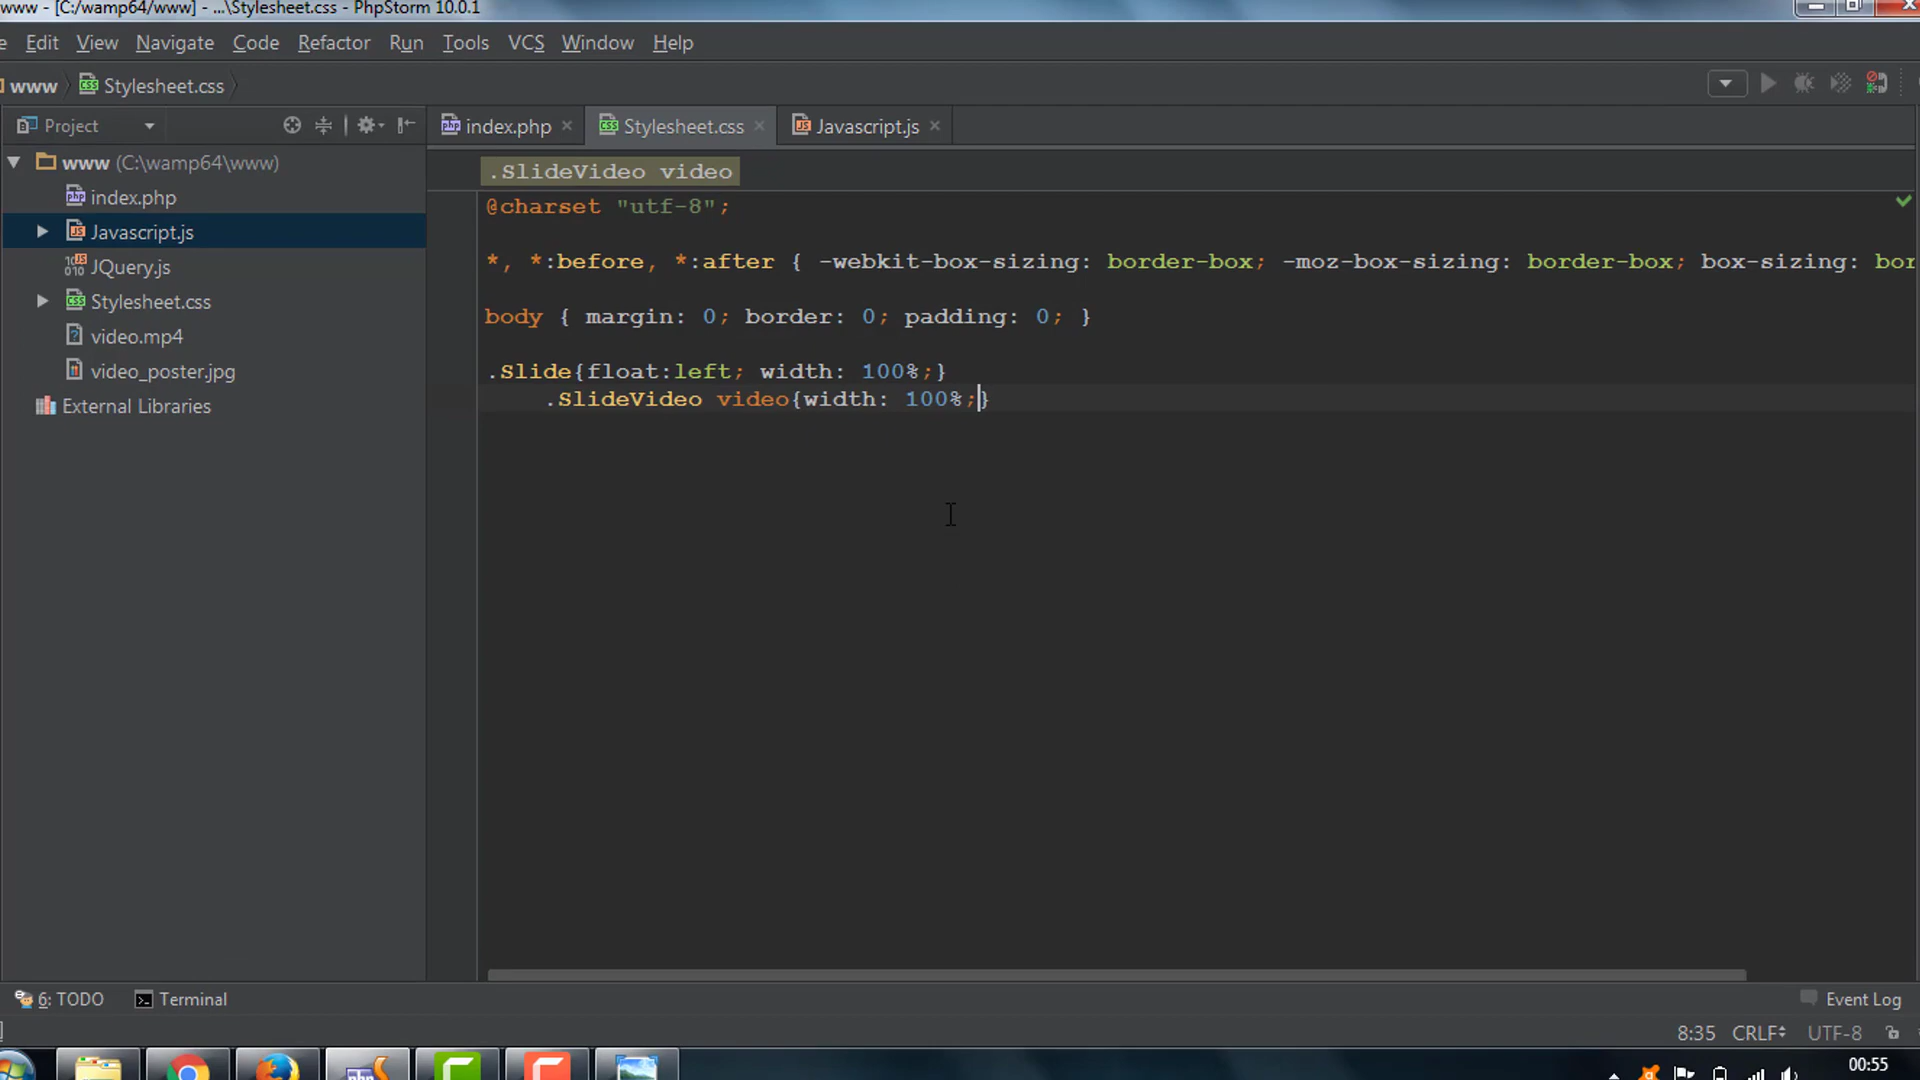 www - [C:/wamp64/www] - ...\Stylesheet.css - PhpStorm 10.0.1
Edit View Navigate Code Refactor Run Tools VCS Window Help
www Stylesheet.css
Project
index.php Stylesheet.css Javascript.js
www (C:\wamp64\www)
index.php
Javascript.js
JQuery.js
Stylesheet.css
video.mp4
video_poster.jpg
External Libraries
.SlideVideo video
@charset "utf-8";
*, *:before, *:after { -webkit-box-sizing: border-box; -moz-box-sizing: border-box; box-sizing: bor
body { margin: 0; border: 0; padding: 0; }
.Slide{float:left; width: 100%;}
.SlideVideo video{width: 100%;}
6: TODO Terminal Event Log
8:35 CRLF UTF-8
00:55